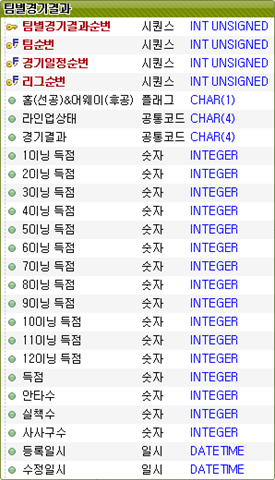 팀별경기결과
팀별경기결과순번 시퀀스 INT UNSIGNED
팀순번 시퀀스 INT UNSIGNED
경기일정순번 시퀀스 INT UNSIGNED
리그순번 시퀀스 INT UNSIGNED
홈(선공)&어웨이(후공) 플래그 CHAR(1)
라인업상태 공통코드 CHAR(4)
경기결과 공통코드 CHAR(4)
1이닝 득점 숫자 INTEGER
2이닝 득점 숫자 INTEGER
3이닝 득점 숫자 INTEGER
4이닝 득점 숫자 INTEGER
5이닝 득점 숫자 INTEGER
6이닝 득점 숫자 INTEGER
7이닝 득점 숫자 INTEGER
8이닝 득점 숫자 INTEGER
9이닝 득점 숫자 INTEGER
10이닝 득점 숫자 INTEGER
11이닝 득점 숫자 INTEGER
12이닝 득점 숫자 INTEGER
득점 숫자 INTEGER
안타수 숫자 INTEGER
실책수 숫자 INTEGER
사사구수 숫자 INTEGER
등록일시 일시 DATETIME
수정일시 일시 DATETIME